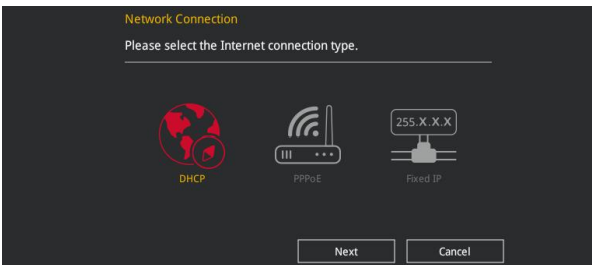 Network Connection
Please select the Internet connection type.
255.X.X.X
DHCP PPPoE Fixed IP
Next Cancel